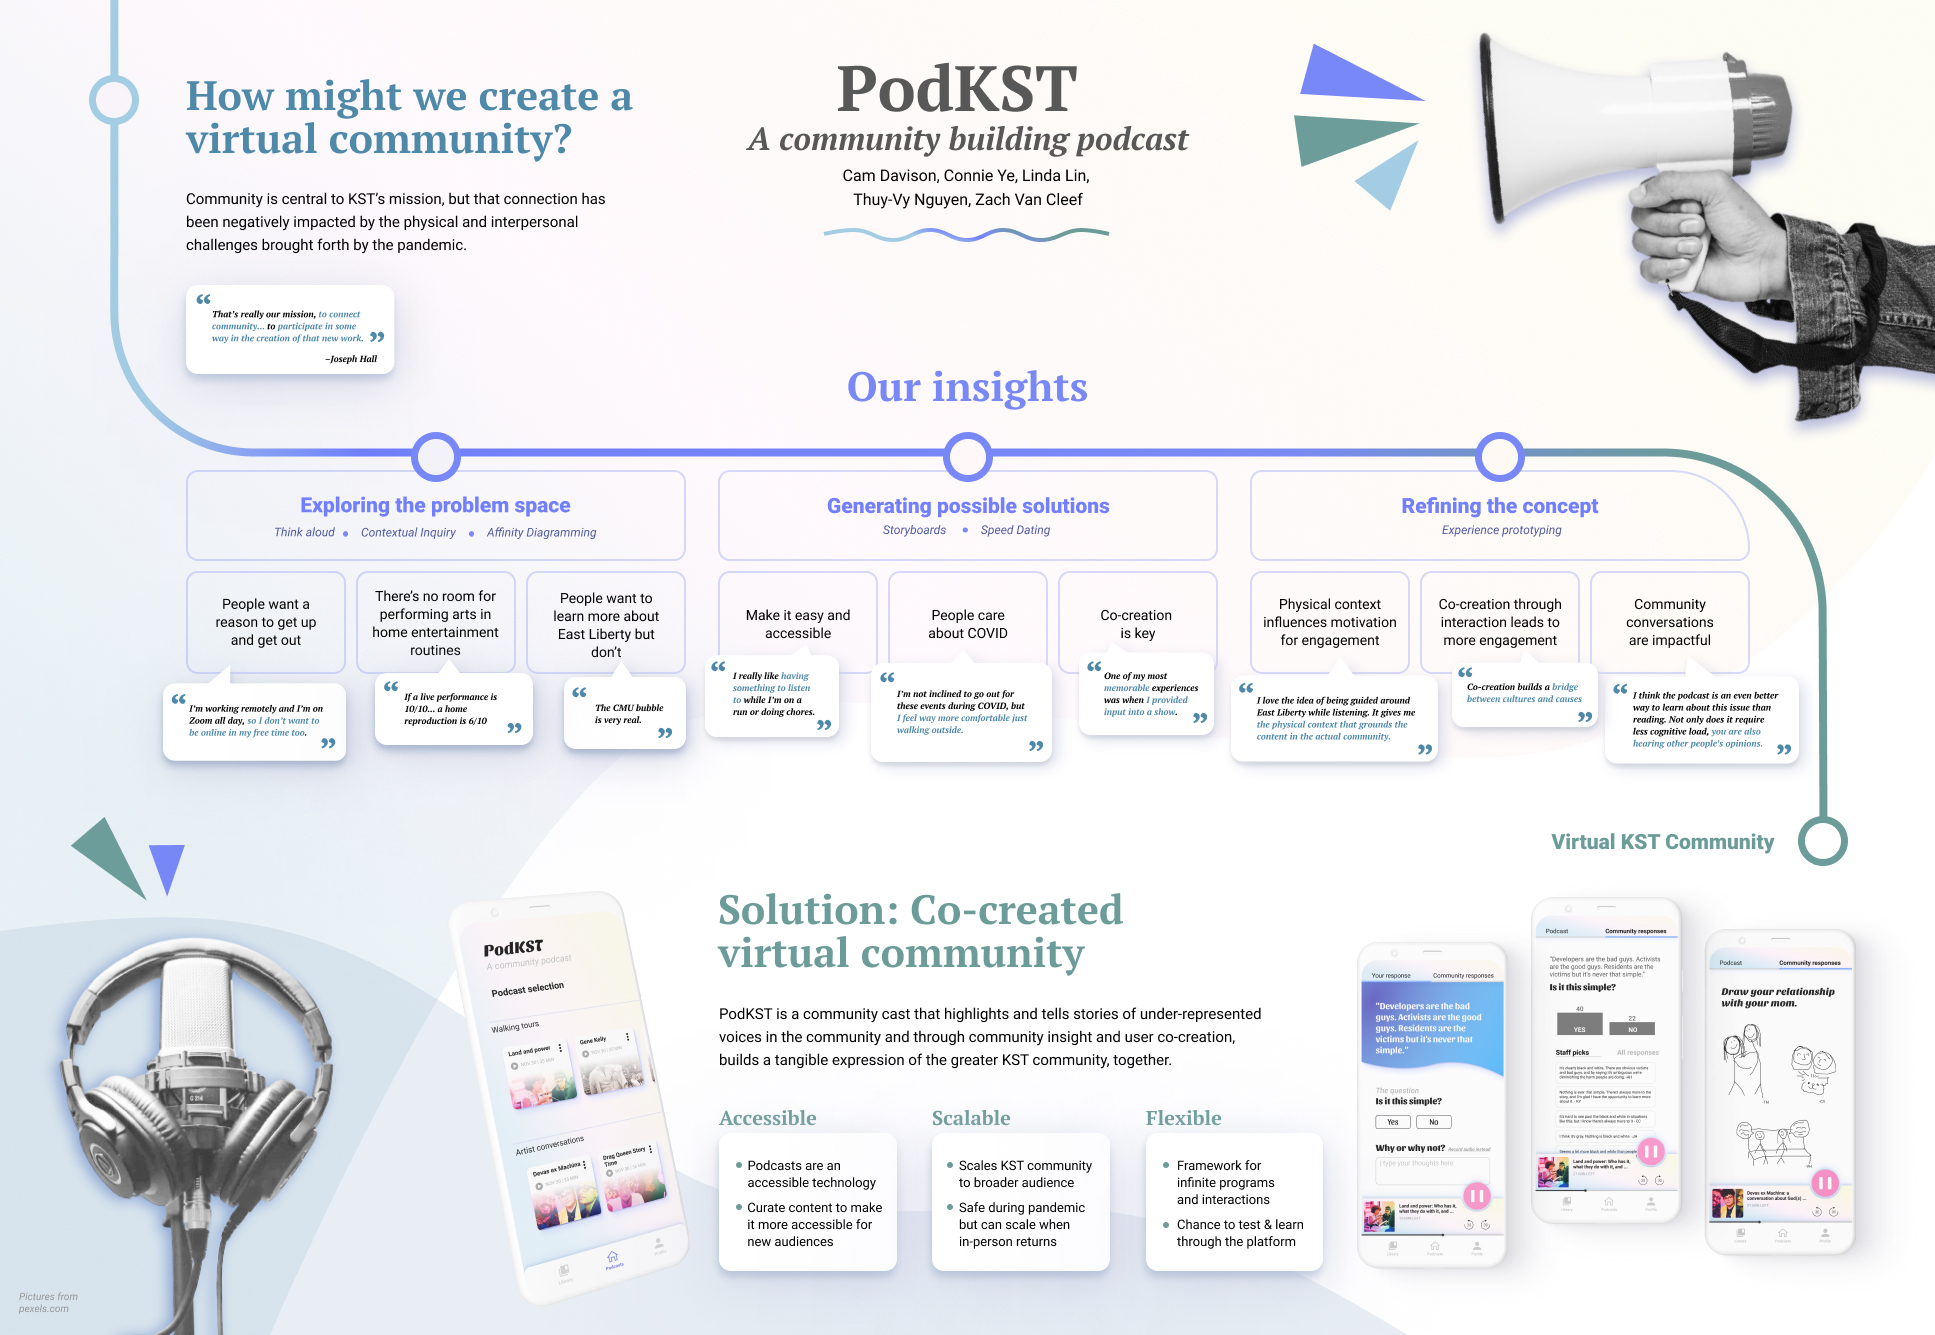 How might we create a
virtual community?
Community is central to KST's mission, but that connection has
been negatively impacted by the physical and interpersonal
challenges brought forth by the pandemic.
“
That's really our mission, to connect
community... to participate in some
way in the creation of that new work. ”
–Joseph Hall
PodKST
A community building podcast
Cam Davison, Connie Ye, Linda Lin,
Thuy-Vy Nguyen, Zach Van Cleef
Our insights
Exploring the problem space
Think aloud • Contextual Inquiry • Affinity Diagramming
People want a
reason to get up
and get out
“ I'm working remotely and I'm on
Zoom all day, so I don't want to
be online in my free time too. ”
There's no room for
performing arts in
home entertainment
routines
“ If a live performance is
10/10... a home
reproduction is 6/10 ”
People want to
learn more about
East Liberty but
don't
“ The CMU bubble
is very real. ”
Generating possible solutions
Storyboards • Speed Dating
Make it easy and
accessible
“ I really like having
something to listen
to while I'm on a
run or doing chores. ”
People care
about COVID
“ I'm not inclined to go out for
these events during COVID, but
I feel way more comfortable just
walking outside. ”
Co-creation
is key
“ One of my most
memorable experiences
was when I provided
input into a show. ”
Refining the concept
Experience prototyping
Physical context
influences motivation
for engagement
“ I love the idea of being guided around
East Liberty while listening. It gives me
the physical context that grounds the
content in the actual community. ”
Co-creation through
interaction leads to
more engagement
“ Co-creation builds a bridge
between cultures and causes ”
Community
conversations
are impactful
“ I think the podcast is an even better
way to learn about this issue than
reading. Not only does it require
less cognitive load, you are also
hearing other people's opinions. ”
Virtual KST Community
PodKST
A community podcast
Podcast selection
Walking tours
Land and power
Gene Kelly
Artist conversations
Devas ex Machina
Drag Queen Story
Time
Library
Podcasts
Profile
Solution: Co-created
virtual community
PodKST is a community cast that highlights and tells stories of under-represented
voices in the community and through community insight and user co-creation,
builds a tangible expression of the greater KST community, together.
Accessible
• Podcasts are an
accessible technology
• Curate content to make
it more accessible for
new audiences
Scalable
• Scales KST community
to broader audience
• Safe during pandemic
but can scale when
in-person returns
Flexible
• Framework for
infinite programs
and interactions
• Chance to test & learn
through the platform
Your response Community responses
“Developers are the bad
guys. Activists are the good
guys. Residents are the
victims but it's never that
simple.”
The question
Is it this simple?
Yes No
Why or why not? Record audio instead
I type your thoughts here
Land and power: Who has it,
what they do with it, and ...
Library Podcasts Profile
Podcast Community responses
“Developers are the bad guys. Activists
are the good guys. Residents are the
victims but it's never that simple.”
Is it this simple?
40
YES
22
NO
Staff picks All responses
Land and power: Who has it,
what they do with it, and ...
Library Podcasts Profile
Podcast Community responses
Draw your relationship
with your mom.
Devas ex Machina: a
conversation about God(s) ...
Library Podcasts Profile
Pictures from
pexels.com